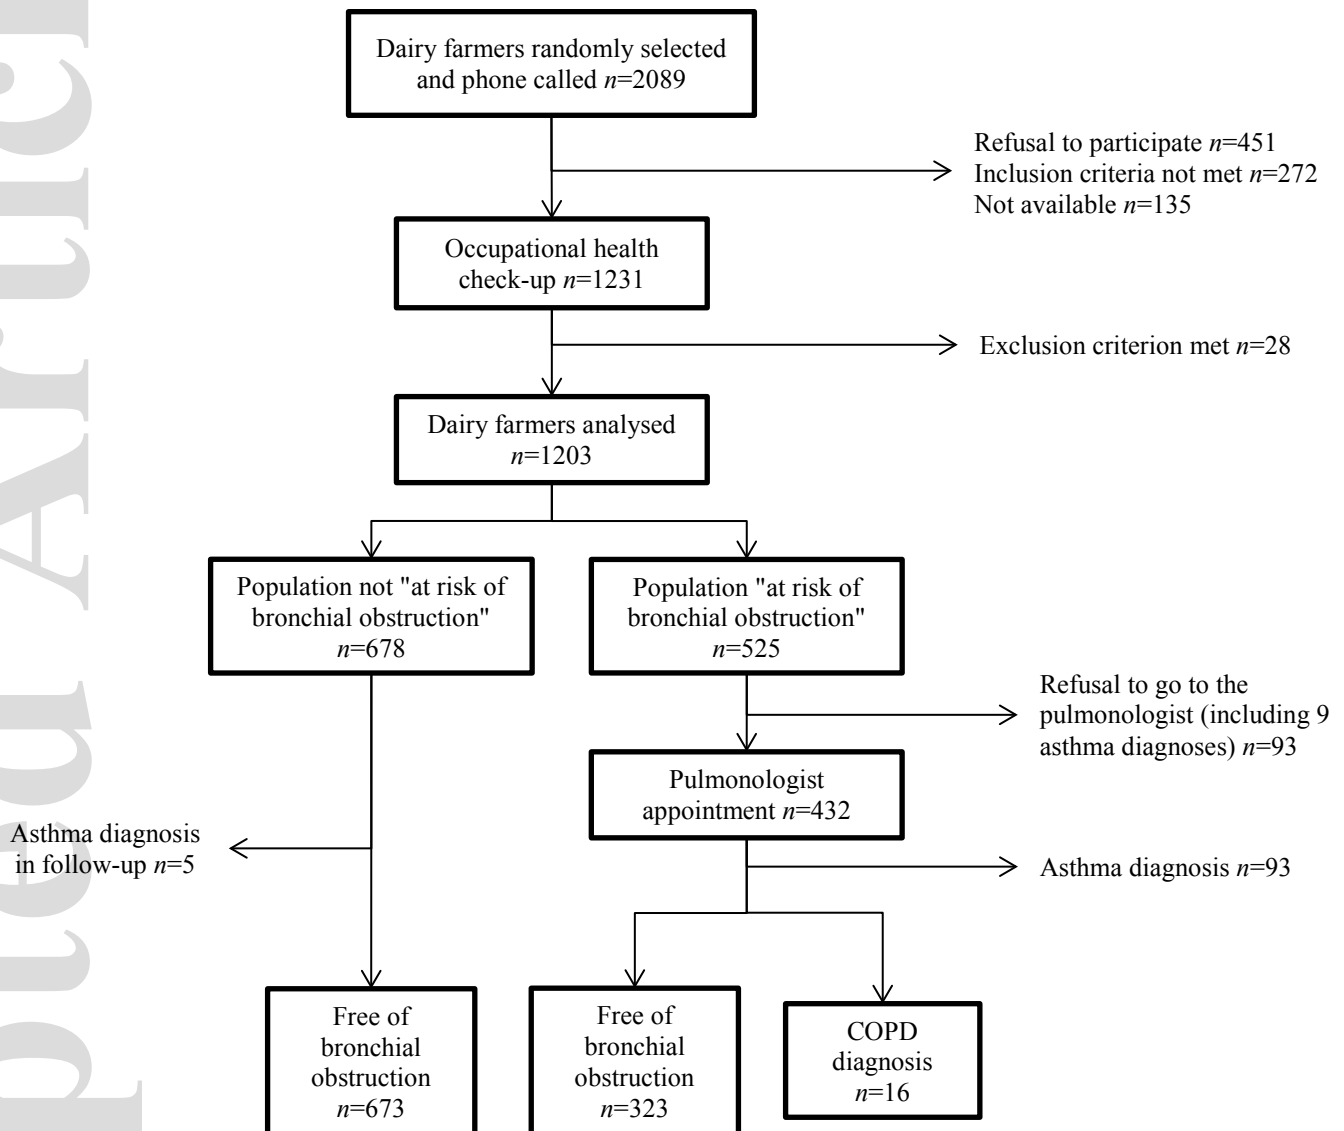 Dairy farmers randomly selected
and phone called n=2089
Refusal to participate n=451
Inclusion criteria not met n=272
Not available n=135
Occupational health
check-up n=1231
Exclusion criterion met n=28
Dairy farmers analysed
n=1203
Population not "at risk of
bronchial obstruction"
n=678
Population "at risk of
bronchial obstruction"
n=525
Refusal to go to the
pulmonologist (including 9
asthma diagnoses) n=93
Pulmonologist
appointment n=432
Asthma diagnosis
in follow-up n=5
Asthma diagnosis n=93
Free of
bronchial
obstruction
n=673
Free of
bronchial
obstruction
n=323
COPD
diagnosis
n=16
pted Artic